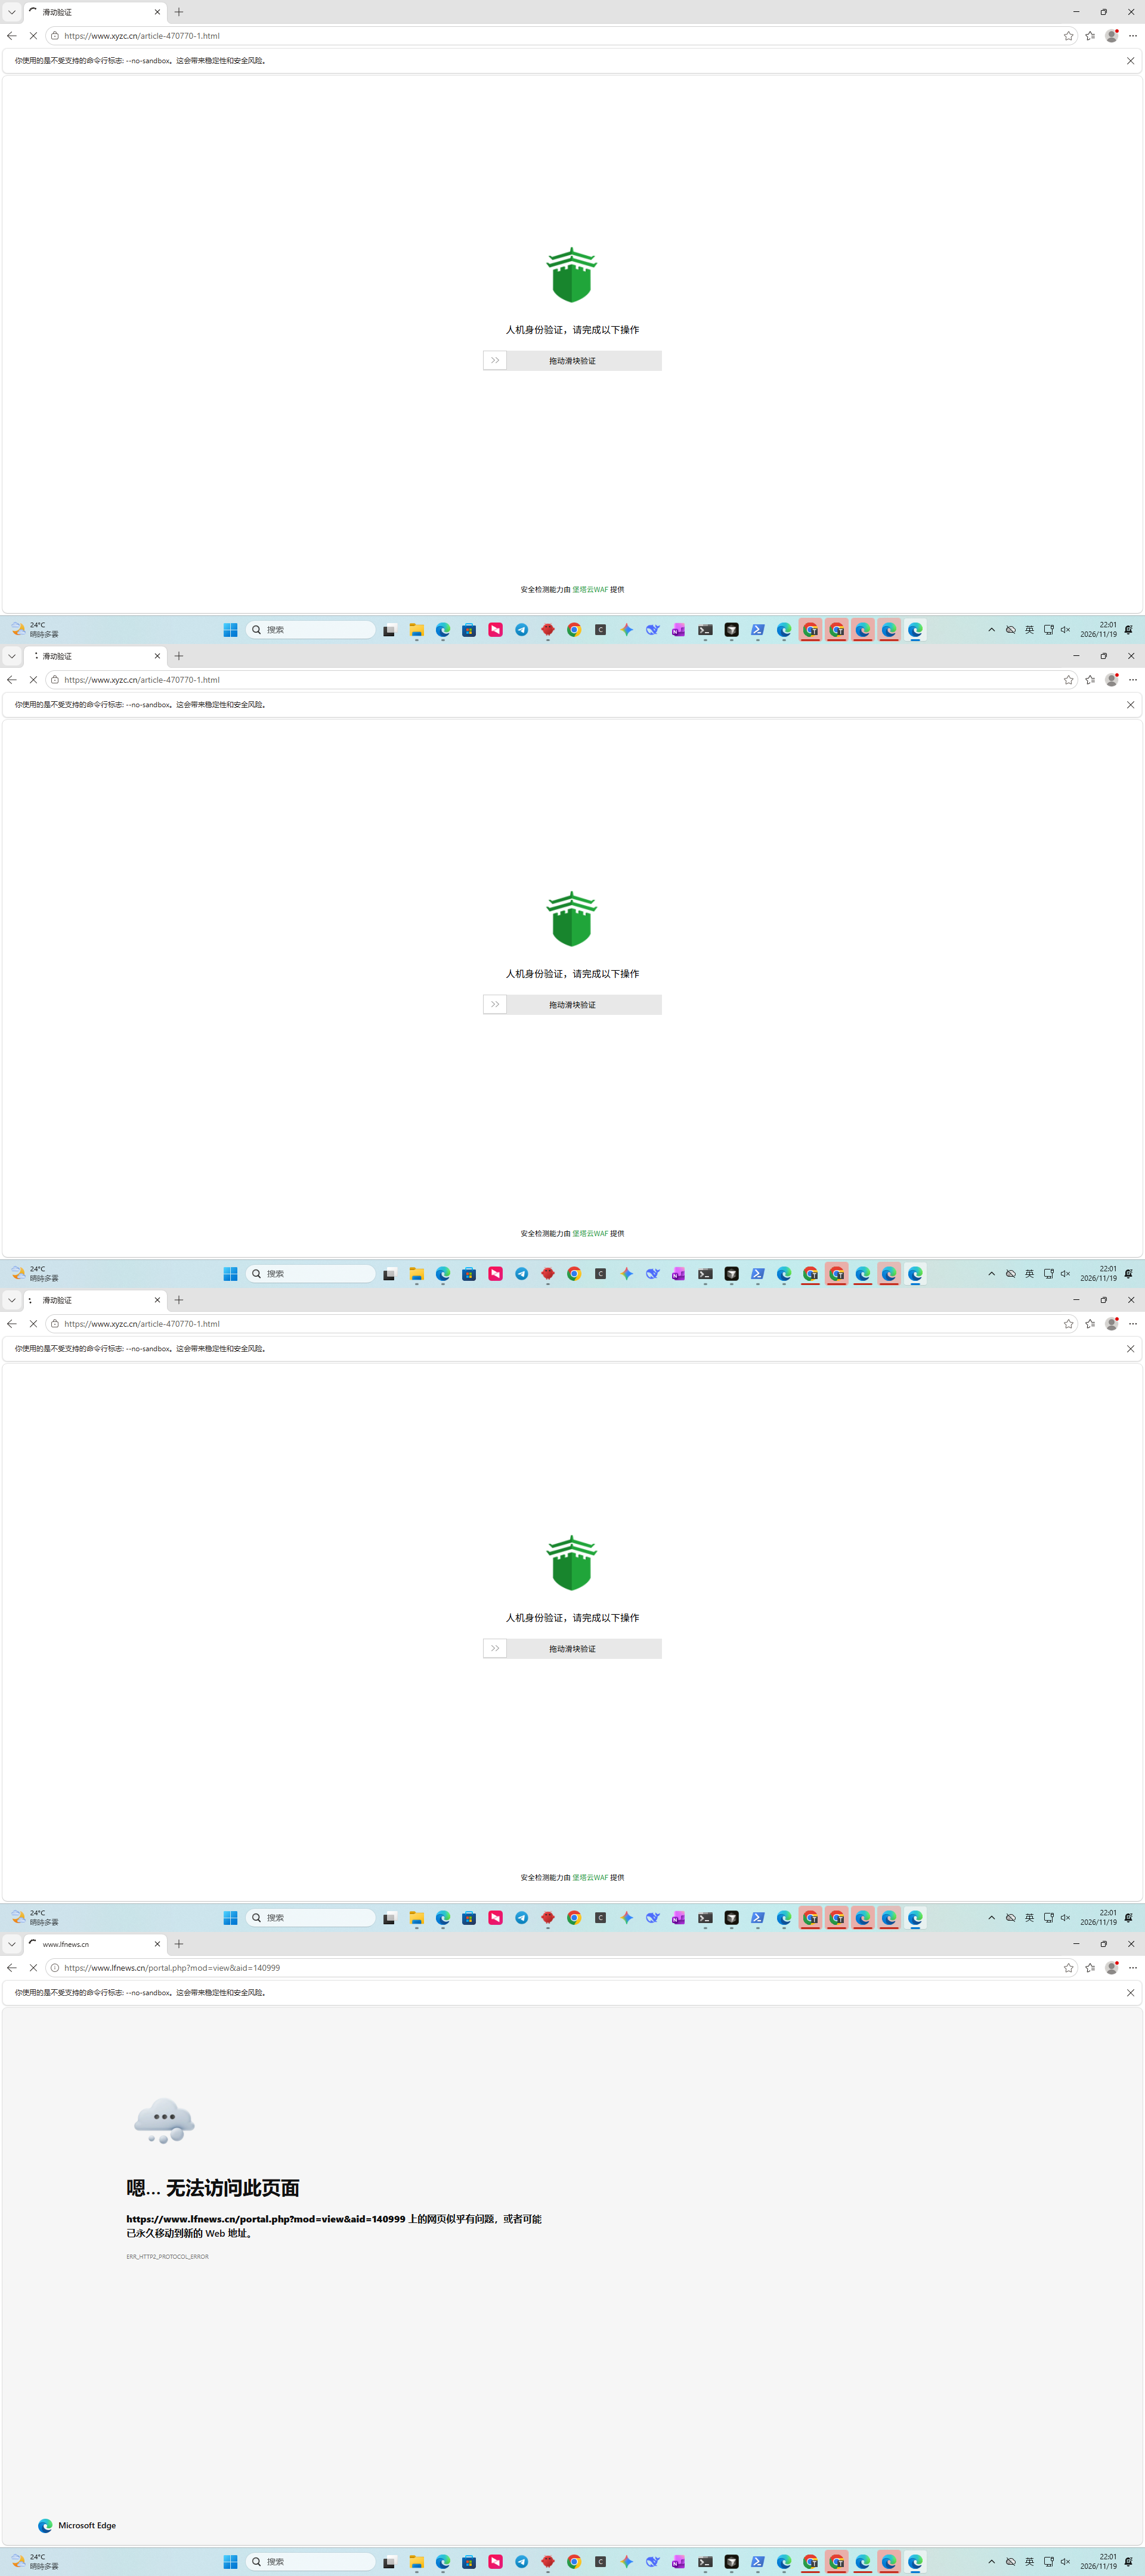 滑动验证
https://www.xyzc.cn/article-470770-1.html
你使用的是不受支持的命令行标志: --no-sandbox。这会带来稳定性和安全风险。
人机身份验证，请完成以下操作
拖动滑块验证
安全检测能力由 堡塔云WAF 提供
24°C
晴時多雲
搜索
英
22:01
2026/11/19
滑动验证
https://www.xyzc.cn/article-470770-1.html
你使用的是不受支持的命令行标志: --no-sandbox。这会带来稳定性和安全风险。
人机身份验证，请完成以下操作
拖动滑块验证
安全检测能力由 堡塔云WAF 提供
24°C
晴時多雲
搜索
英
22:01
2026/11/19
滑动验证
https://www.xyzc.cn/article-470770-1.html
你使用的是不受支持的命令行标志: --no-sandbox。这会带来稳定性和安全风险。
人机身份验证，请完成以下操作
拖动滑块验证
安全检测能力由 堡塔云WAF 提供
24°C
晴時多雲
搜索
英
22:01
2026/11/19
www.lfnews.cn
https://www.lfnews.cn/portal.php?mod=view&aid=140999
你使用的是不受支持的命令行标志: --no-sandbox。这会带来稳定性和安全风险。
嗯... 无法访问此页面
https://www.lfnews.cn/portal.php?mod=view&aid=140999 上的网页似乎有问题，或者可能
已永久移动到新的 Web 地址。
ERR_HTTP2_PROTOCOL_ERROR
Microsoft Edge
24°C
晴時多雲
搜索
英
22:01
2026/11/19